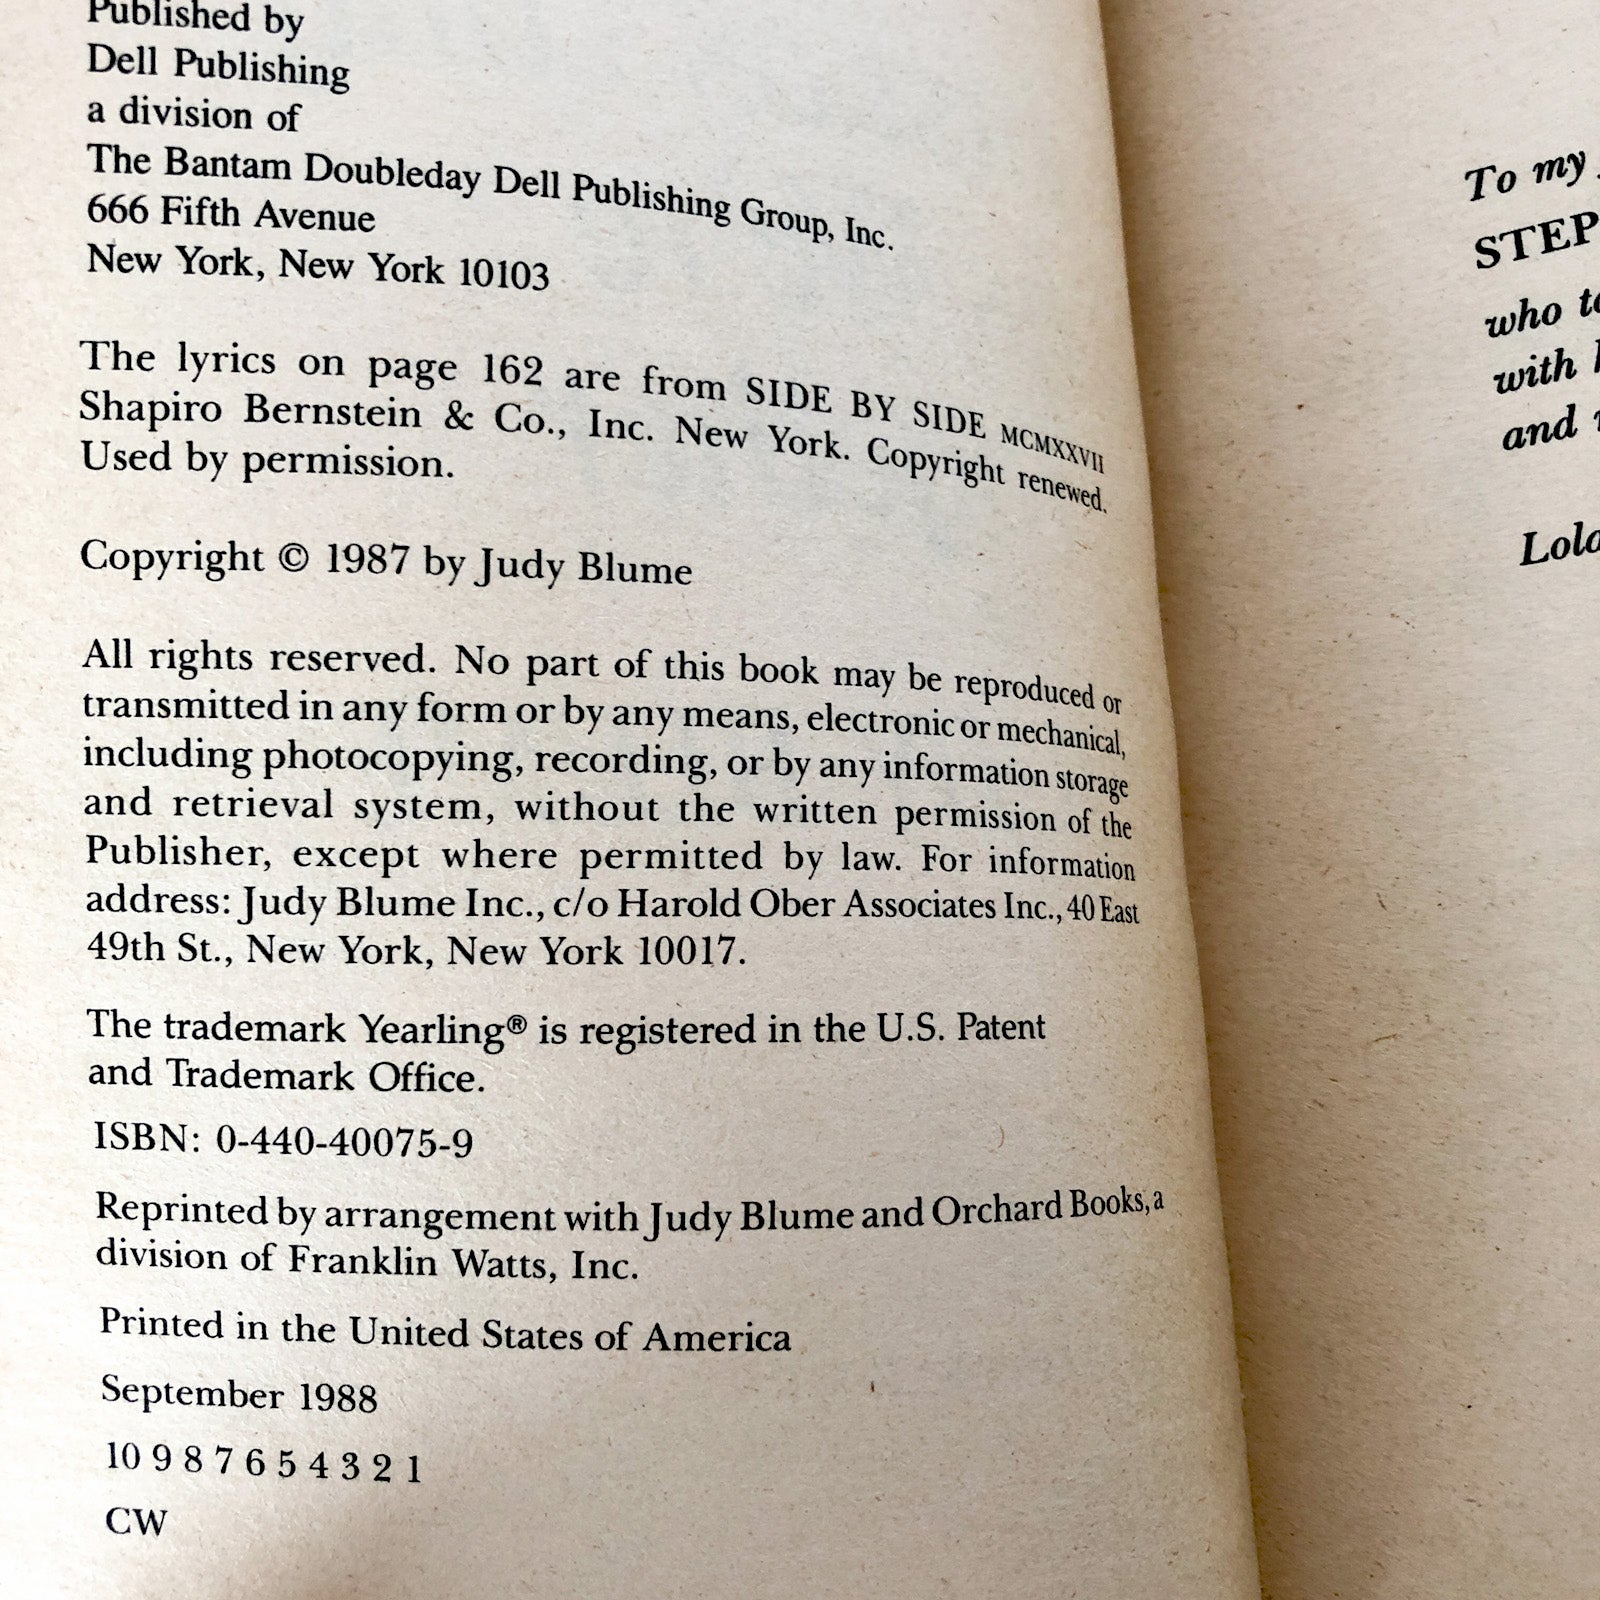 Published by
Dell Publishing
a division of
The Bantam Doubleday Dell Publishing Group, Inc.
666 Fifth Avenue
New York, New York 10103
The lyrics on page 162 are from SIDE BY SIDE MCMXXVII
Shapiro Bernstein & Co., Inc. New York. Copyright renewed.
Used by permission.
Copyright © 1987 by Judy Blume
All rights reserved. No part of this book may be reproduced or
transmitted in any form or by any means, electronic or mechanical,
including photocopying, recording, or by any information storage
and retrieval system, without the written permission of the
Publisher, except where permitted by law. For information
address: Judy Blume Inc., c/o Harold Ober Associates Inc., 40 East
49th St., New York, New York 10017.
The trademark Yearling® is registered in the U.S. Patent
and Trademark Office.
ISBN: 0-440-40075-9
Reprinted by arrangement with Judy Blume and Orchard Books, a
division of Franklin Watts, Inc.
Printed in the United States of America
September 1988
10 9 8 7 6 5 4 3 2 1
CW
To my
who
with
and